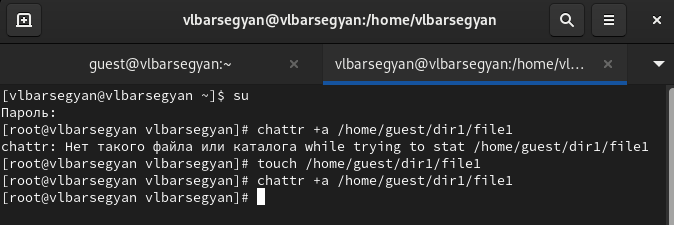 vlbarsegyan@vlbarsegyan:/home/vlbarsegyan
guest@vlbarsegyan:~
vlbarsegyan@vlbarsegyan:/home/vl...
[vlbarsegyan@vlbarsegyan ~]$ su
Пароль:
[root@vlbarsegyan vlbarsegyan]# chattr +a /home/guest/dir1/file1
chattr: Нет такого файла или каталога while trying to stat /home/guest/dir1/file1
[root@vlbarsegyan vlbarsegyan]# touch /home/guest/dir1/file1
[root@vlbarsegyan vlbarsegyan]# chattr +a /home/guest/dir1/file1
[root@vlbarsegyan vlbarsegyan]#